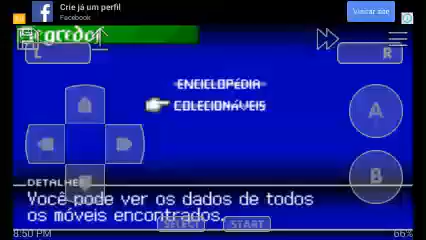 Crie já um perfil
Facebook
Visitar site
L
R
ENCICLOPÉDIA
COLECIONÁVEIS
A
B
DETALHE
Você pode ver os dados de todos
os móveis encontrados.
SELECT
START
8:50 PM
66%